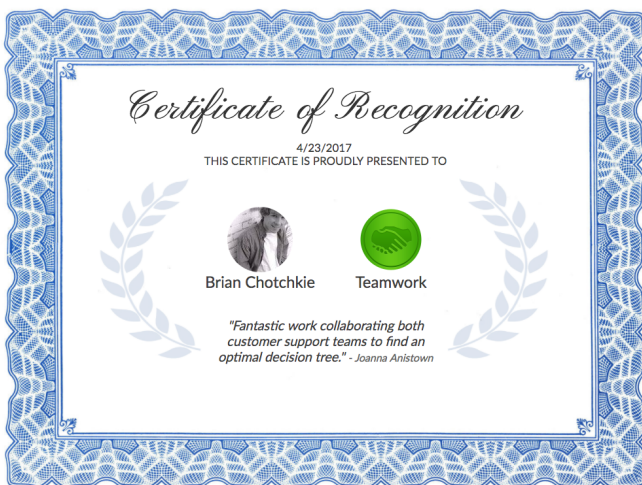 Certificate of Recognition
4/23/2017
THIS CERTIFICATE IS PROUDLY PRESENTED TO
Brian Chotchkie
Teamwork
"Fantastic work collaborating both
customer support teams to find an
optimal decision tree." - Joanna Anistown